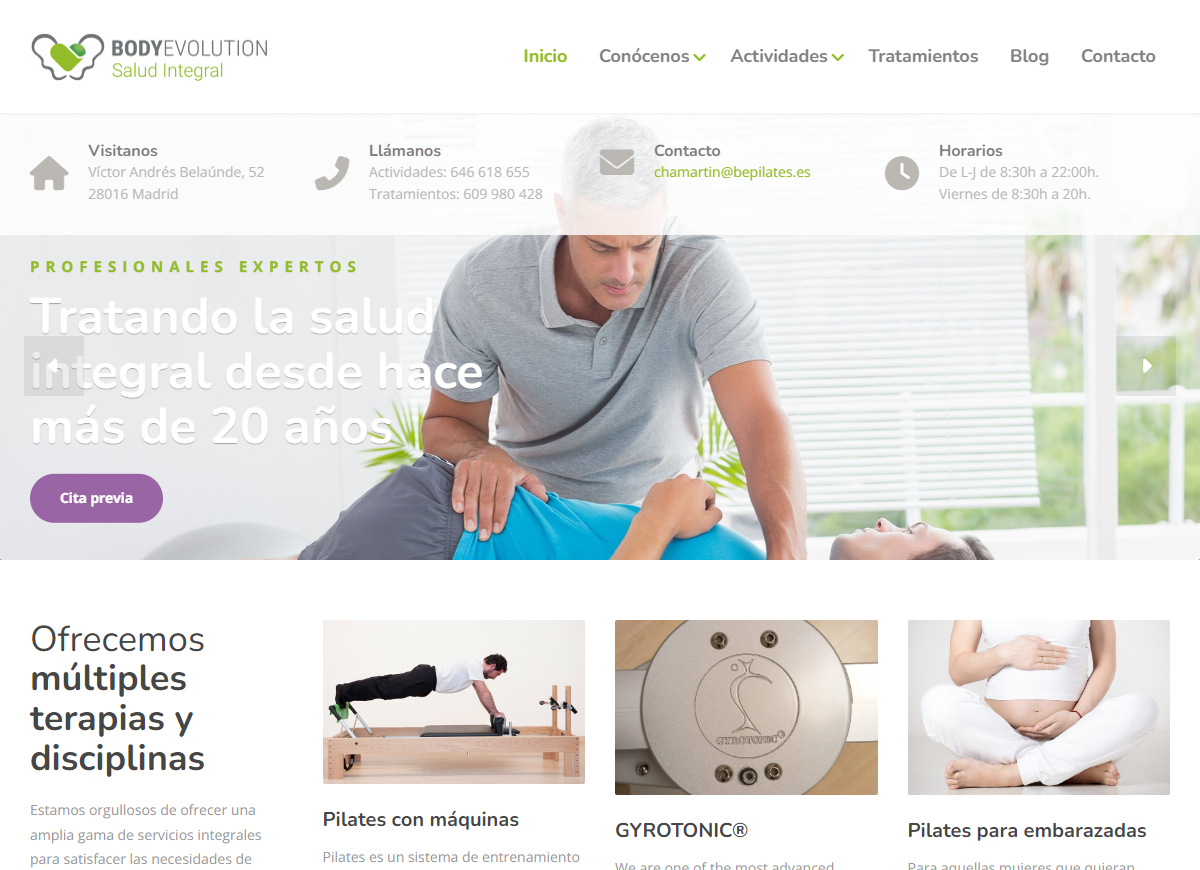 BODYEVOLUTION
Salud Integral
Inicio
Conócenos
Actividades
Tratamientos
Blog
Contacto
Visitanos
Víctor Andrés Belaúnde, 52
28016 Madrid
Llámanos
Actividades: 646 618 655
Tratamientos: 609 980 428
Contacto
chamartin@bepilates.es
Horarios
De L-J de 8:30h a 22:00h.
Viernes de 8:30h a 20h.
PROFESIONALES EXPERTOS
Tratando la salud
integral desde hace
más de 20 años
Cita previa
Ofrecemos
múltiples
terapias y
disciplinas
Estamos orgullosos de ofrecer una
amplia gama de servicios integrales
para satisfacer las necesidades de
Pilates con máquinas
Pilates es un sistema de entrenamiento
GYROTONIC®
GYROTONIC®
We are one of the most advanced
Pilates para embarazadas
Para aquellas mujeres que quieran